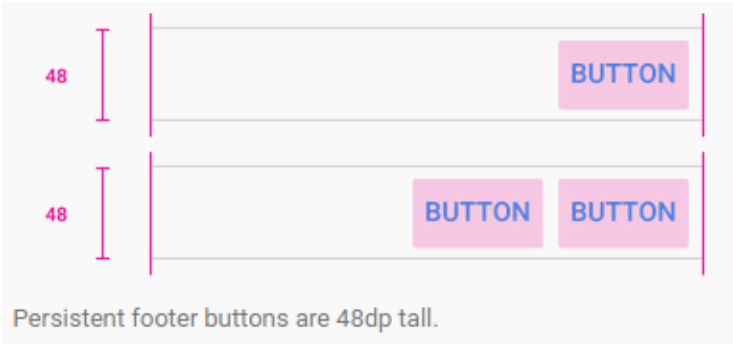 48
BUTTON
48
BUTTON BUTTON
Persistent footer buttons are 48dp tall.